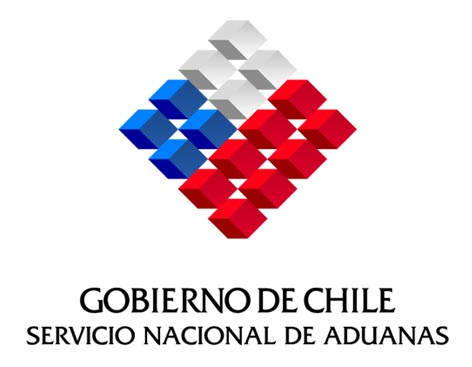 GOBIERNO DE CHILE
SERVICIO NACIONAL DE ADUANAS